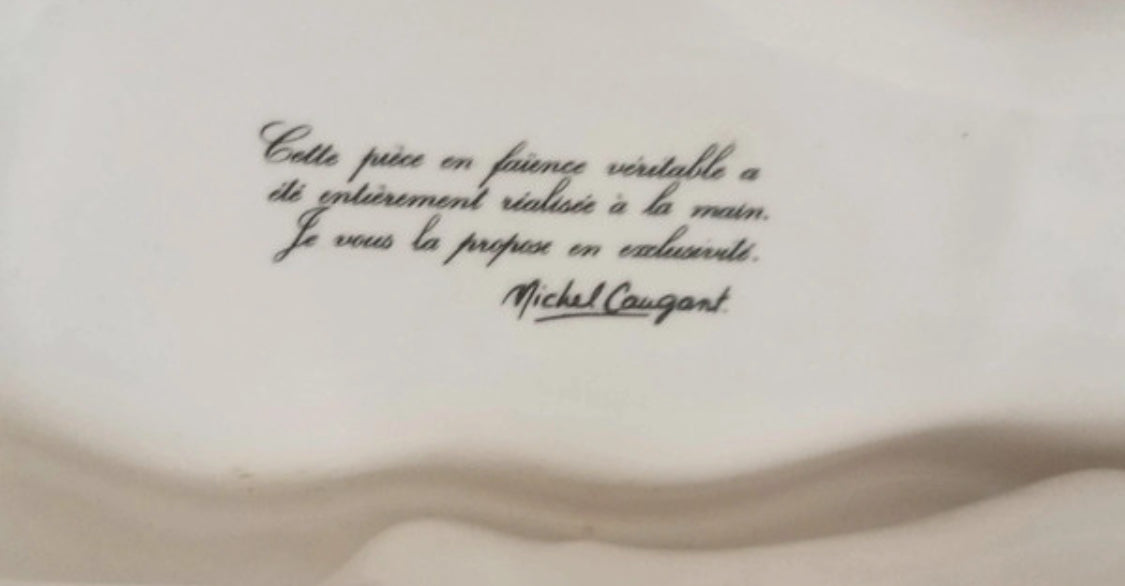 Cette pièce en faïence véritable a
été entièrement réalisée à la main.
Je vous la propose en exclusivité.
Michel Caugant.